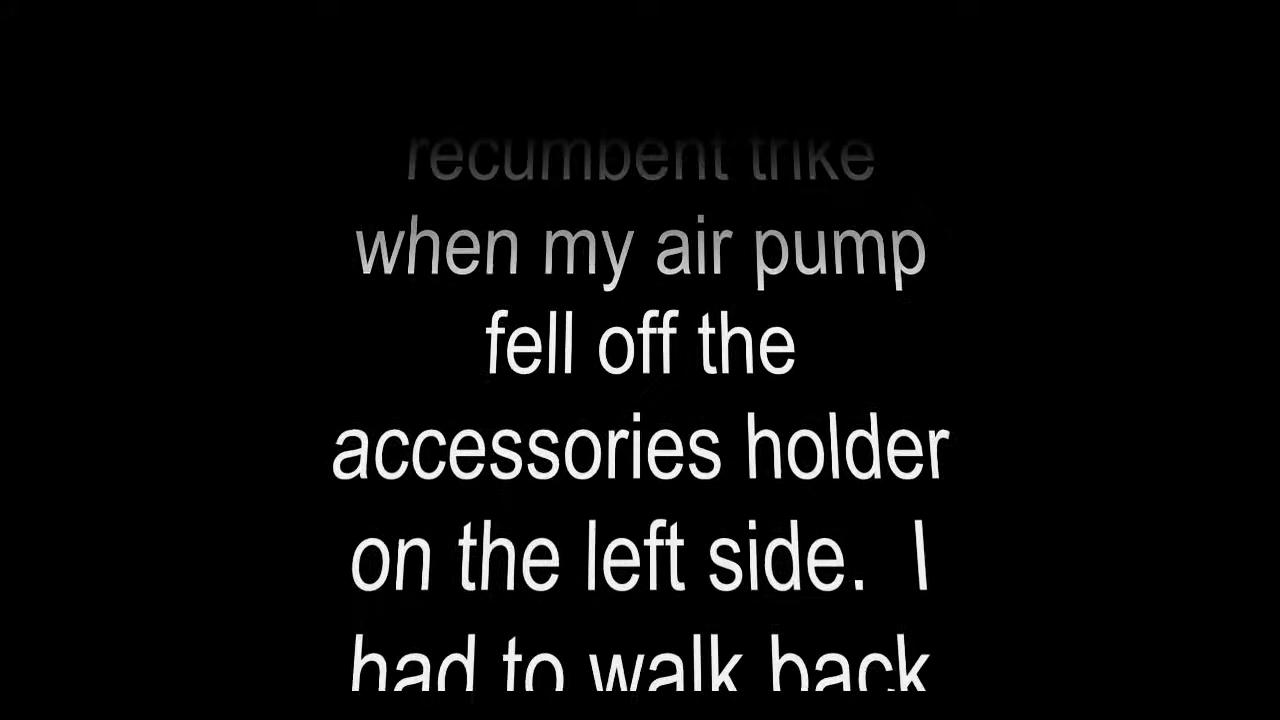 recumbent trike
when my air pump
fell off the
accessories holder
on the left side.  I
had to walk back